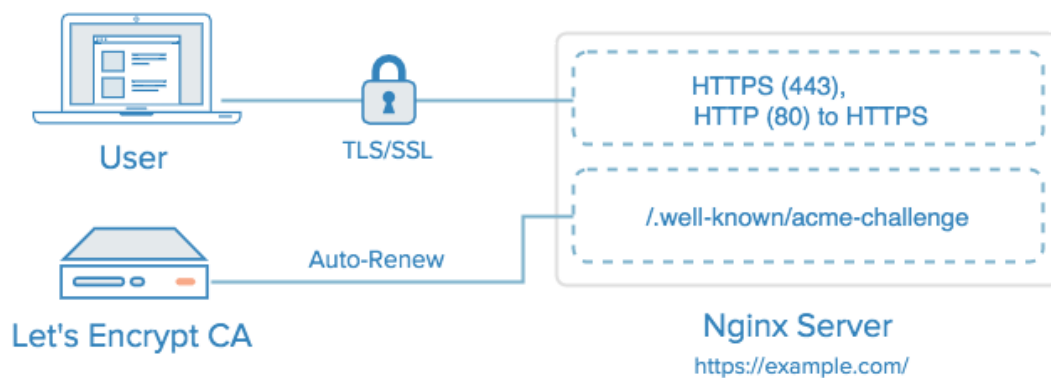 User
TLS/SSL
HTTPS (443),
HTTP (80) to HTTPS
/.well-known/acme-challenge
Auto-Renew
Let's Encrypt CA
Nginx Server
https://example.com/